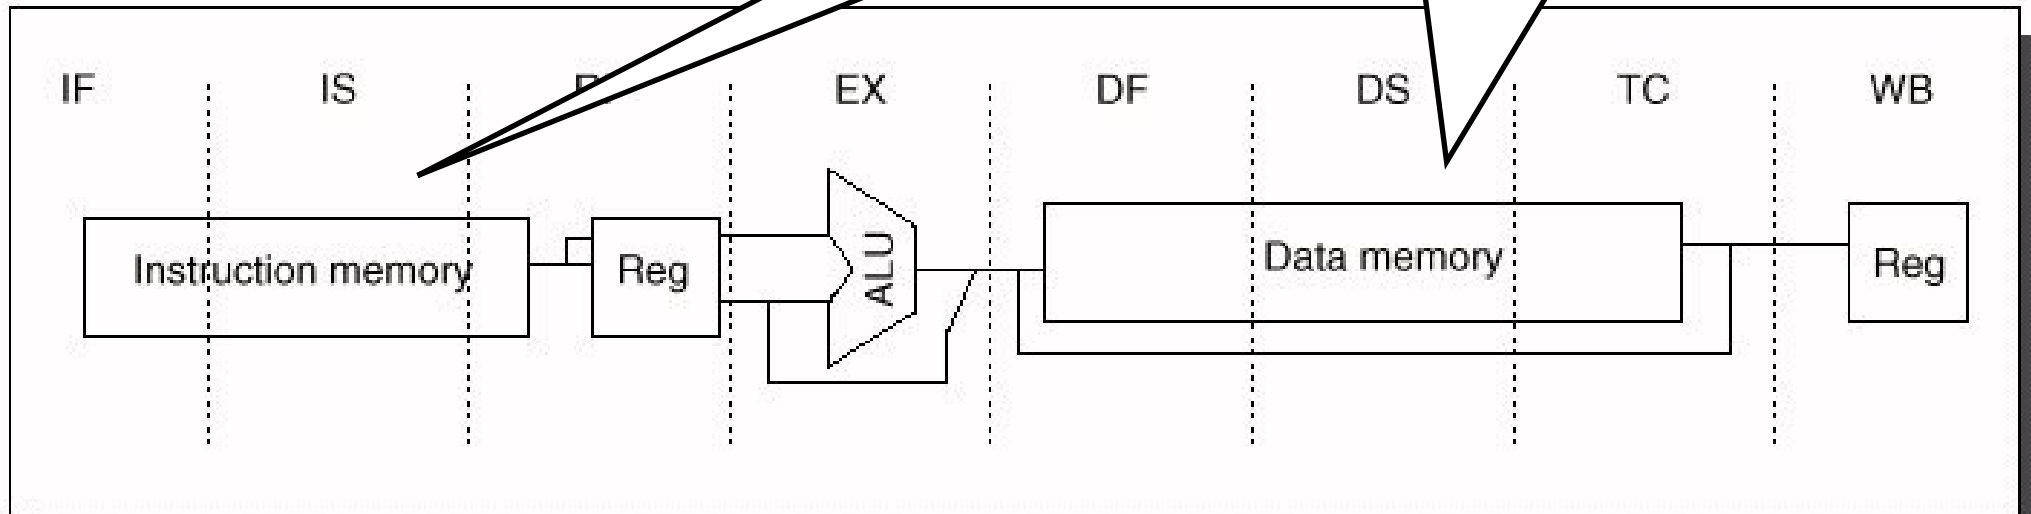 IF IS EX DF DS TC WB
Instruction memory Reg ALU Data memory Reg